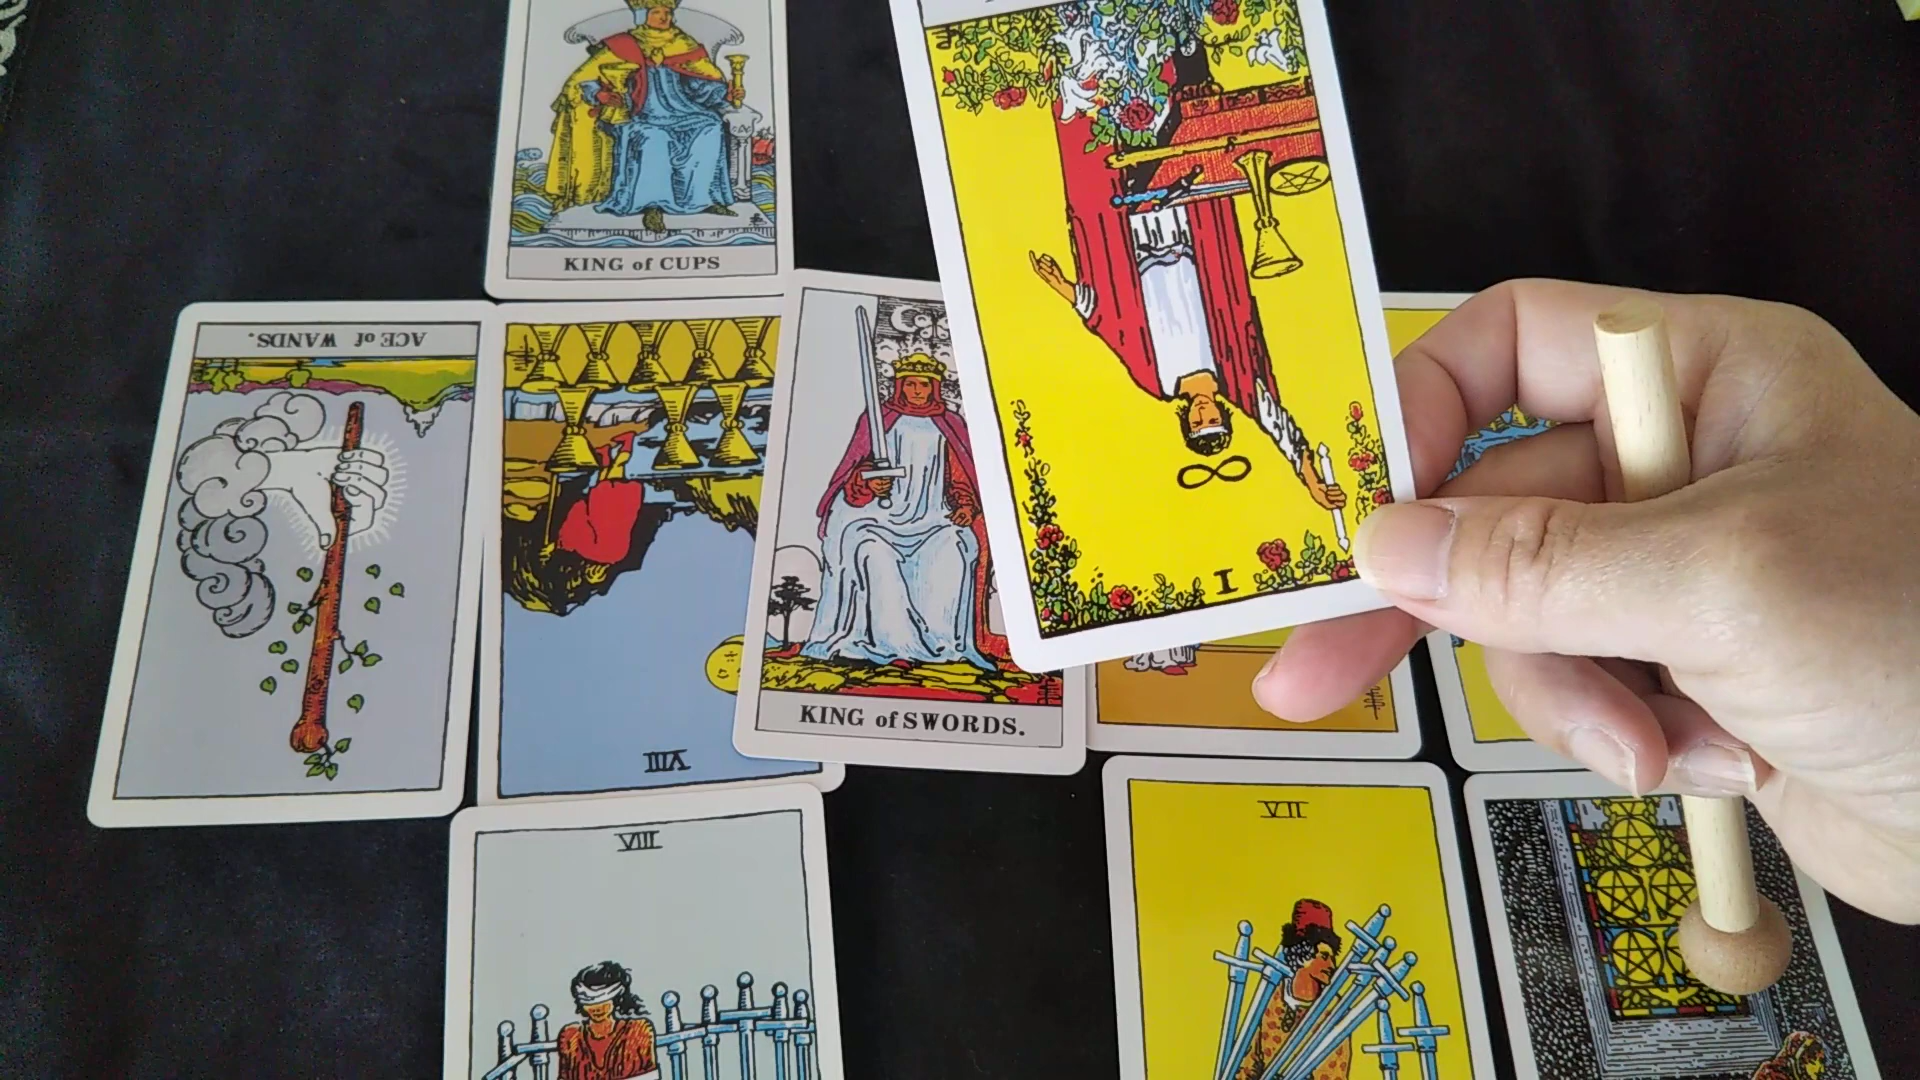 KING of CUPS
ACE of WANDS.
VIII
KING of SWORDS.
I
VIII
VII